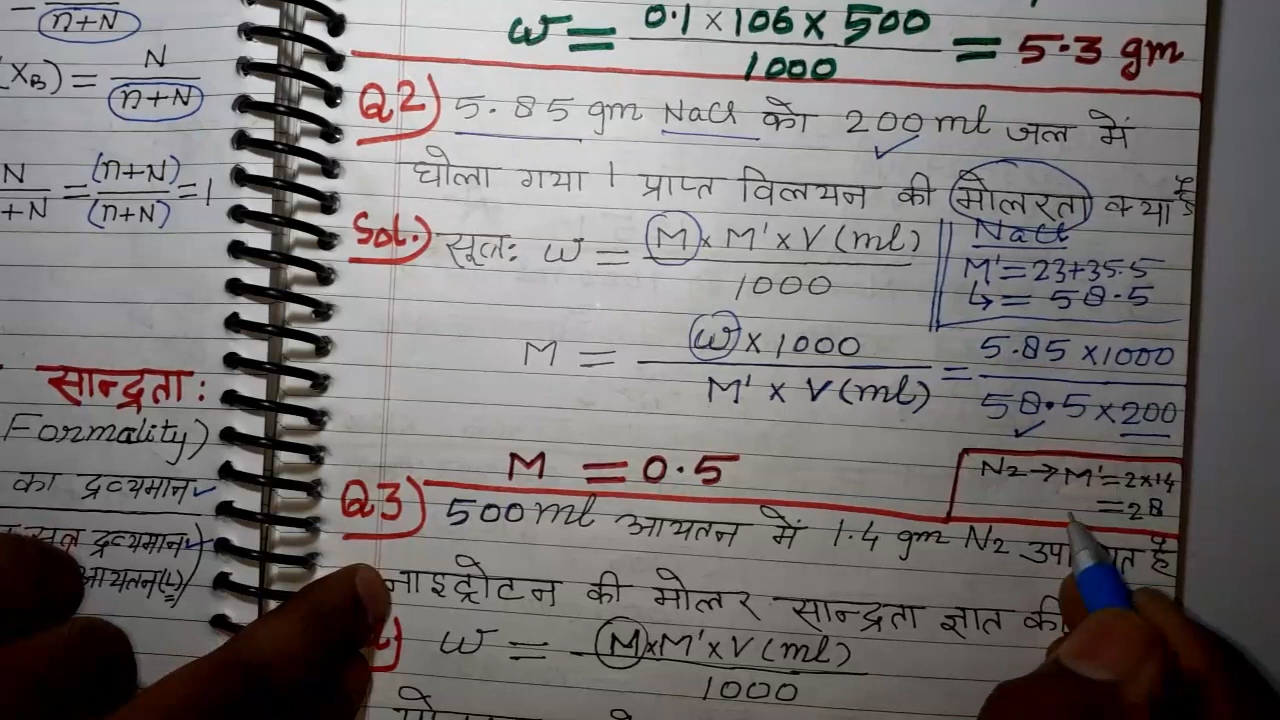 n+N
(XB) = N / (n+N)
N / +N = (n+N) / (n+N) = 1
सान्द्रता:
Formality)
का द्रव्यमान
द्रव्यमान
आयतन(L)
w = 0.1 × 106 × 500 / 1000 = 5.3 gm
Q2) 5.85 gm NaCl को 200 ml जल में
घोला गया। प्राप्त विलयन की मोलरता क्या है
Sol.) सूत्र: w = M × M' × V (ml) / 1000
NaCl
M' = 23+35.5
↳ = 58.5
M = w × 1000 / M' × V (ml) = 5.85 × 1000 / 58.5 × 200
M = 0.5
N2 → M' = 2×14
= 28
Q3) 500 ml आयतन में 1.4 gm N2 है
नाइट्रोजन की मोलर सान्द्रता ज्ञात
w = M × M' × V (ml) / 1000